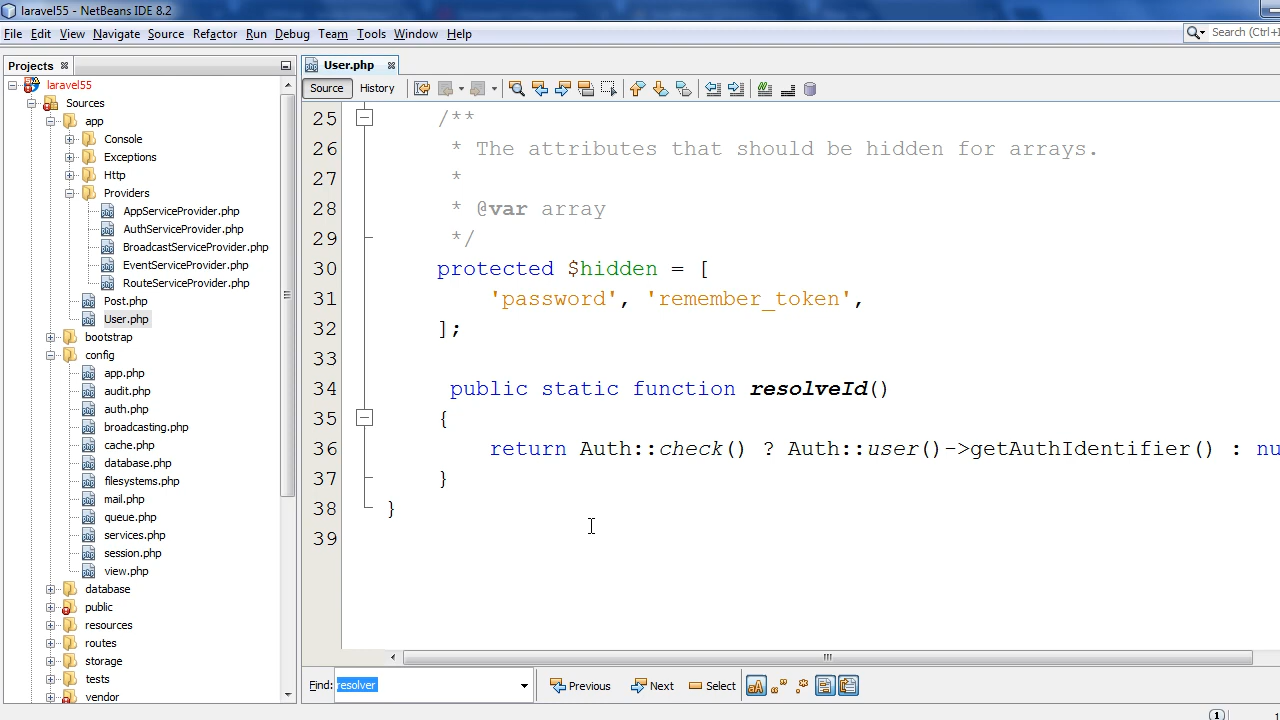 laravel55 - NetBeans IDE 8.2
File Edit View Navigate Source Refactor Run Debug Team Tools Window Help
Search (Ctrl+I
Projects
User.php
Source History
laravel55
Sources
app
Console
Exceptions
Http
Providers
AppServiceProvider.php
AuthServiceProvider.php
BroadcastServiceProvider.php
EventServiceProvider.php
RouteServiceProvider.php
Post.php
User.php
bootstrap
config
app.php
audit.php
auth.php
broadcasting.php
cache.php
database.php
filesystems.php
mail.php
queue.php
services.php
session.php
view.php
database
public
resources
routes
storage
tests
vendor
25 /**
26 * The attributes that should be hidden for arrays.
27 *
28 * @var array
29 */
30 protected $hidden = [
31 'password', 'remember_token',
32 ];
33
34 public static function resolveId()
35 {
36 return Auth::check() ? Auth::user()->getAuthIdentifier() : nu
37 }
38 }
39
Find: resolver Previous Next Select
1